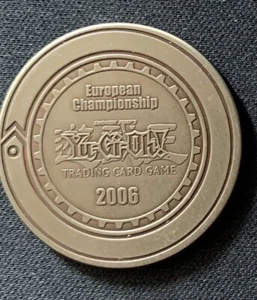 European
Championship
Yu-Gi-Oh!
TRADING CARD GAME
2006